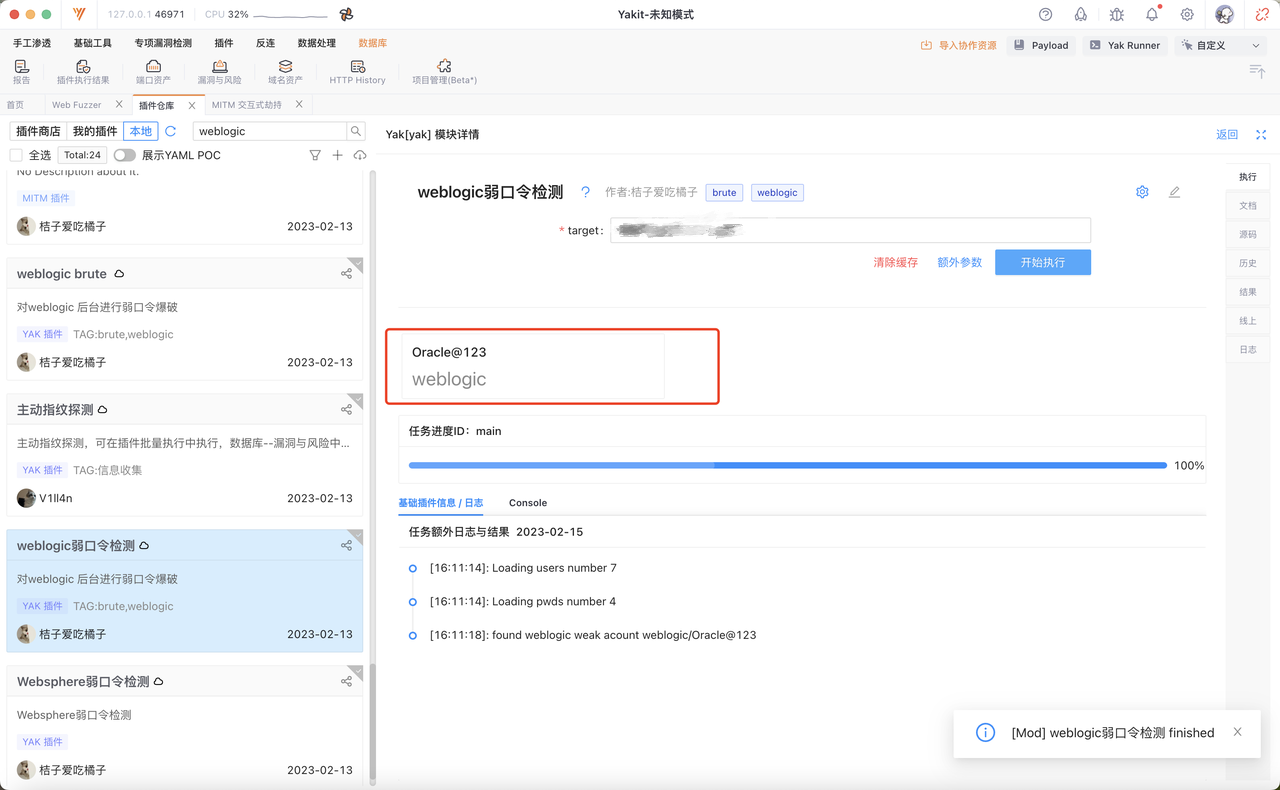 127.0.0.1 46971 CPU 32% Yakit-未知模式
手工渗透 基础工具 专项漏洞检测 插件 反连 数据处理 数据库 导入协作资源 Payload Yak Runner 自定义
报告 插件执行结果 端口资产 漏洞与风险 域名资产 HTTP History 项目管理(Beta*)
首页 Web Fuzzer 插件仓库 MITM 交互式劫持
插件商店 我的插件 本地 weblogic
全选 Total:24 展示YAML POC
No Description about it.
MITM 插件
桔子爱吃橘子 2023-02-13
weblogic brute
对weblogic 后台进行弱口令爆破
YAK 插件 TAG:brute,weblogic
桔子爱吃橘子 2023-02-13
主动指纹探测
主动指纹探测，可在插件批量执行中执行，数据库--漏洞与风险中...
YAK 插件 TAG:信息收集
V1ll4n 2023-02-13
weblogic弱口令检测
对weblogic 后台进行弱口令爆破
YAK 插件 TAG:brute,weblogic
桔子爱吃橘子 2023-02-13
Websphere弱口令检测
Websphere弱口令检测
YAK 插件
桔子爱吃橘子 2023-02-13
Yak[yak] 模块详情 返回
weblogic弱口令检测 ? 作者:桔子爱吃橘子 brute weblogic
* target:
清除缓存 额外参数 开始执行
Oracle@123
weblogic
任务进度ID：main
100%
基础插件信息 / 日志 Console
任务额外日志与结果 2023-02-15
[16:11:14]: Loading users number 7
[16:11:14]: Loading pwds number 4
[16:11:18]: found weblogic weak acount weblogic/Oracle@123
执行
文档
源码
历史
结果
线上
日志
[Mod] weblogic弱口令检测 finished